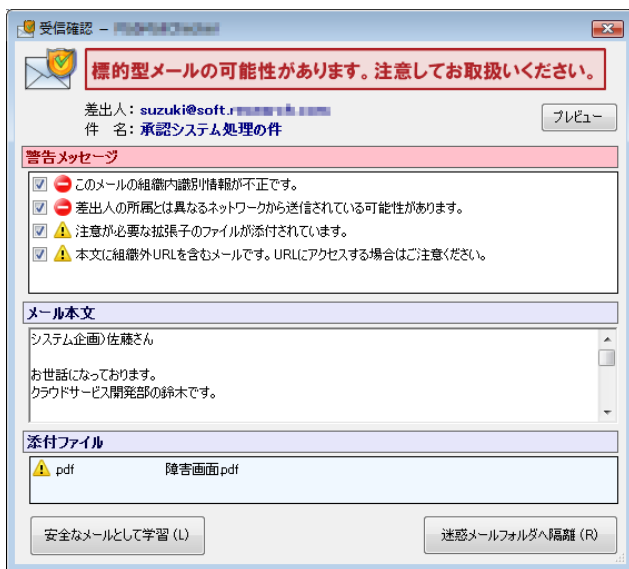 受信確認 –
標的型メールの可能性があります。注意してお取扱いください。
差出人：suzuki@soft.
件　名：承認システム処理の件
プレビュー
警告メッセージ
このメールの組織内識別情報が不正です。
差出人の所属とは異なるネットワークから送信されている可能性があります。
注意が必要な拡張子のファイルが添付されています。
本文に組織外URLを含むメールです。URLにアクセスする場合はご注意ください。
メール本文
システム企画）佐藤さん
お世話になっております。
クラウドサービス開発部の鈴木です。
添付ファイル
.pdf　障害画面.pdf
安全なメールとして学習(L)
迷惑メールフォルダへ隔離(R)